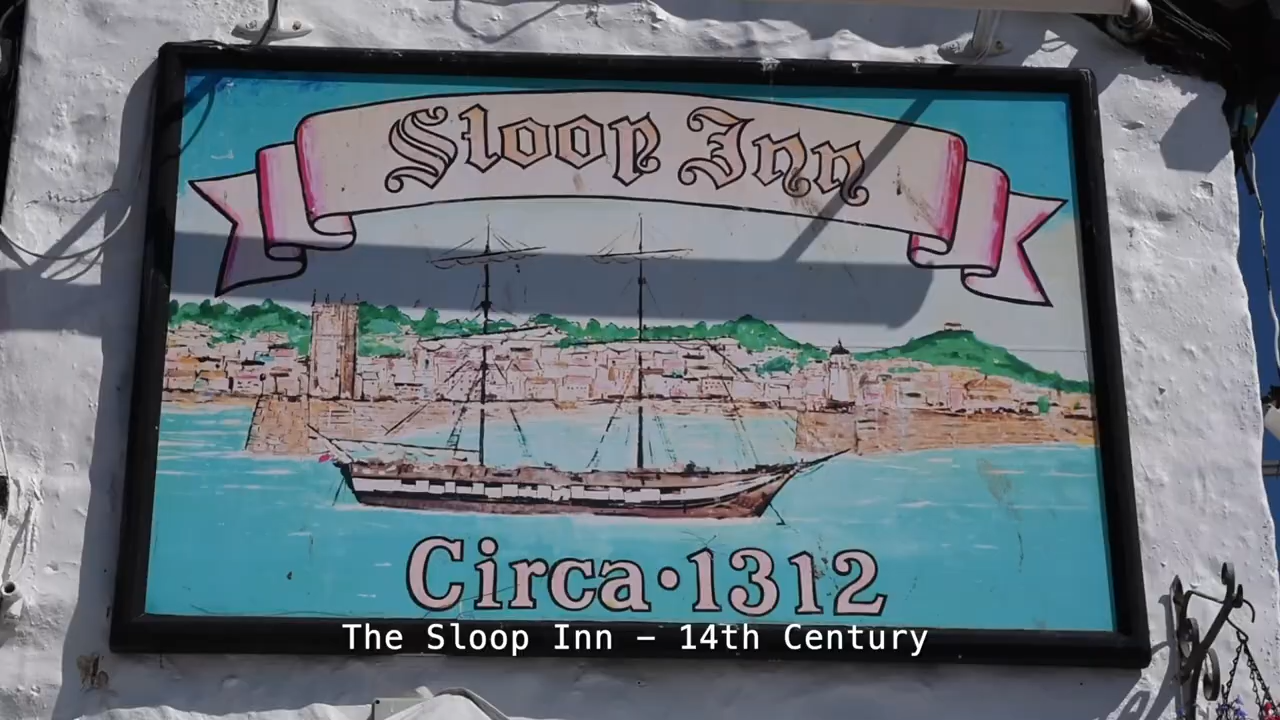 Sloop Inn
Circa·1312
The Sloop Inn – 14th Century